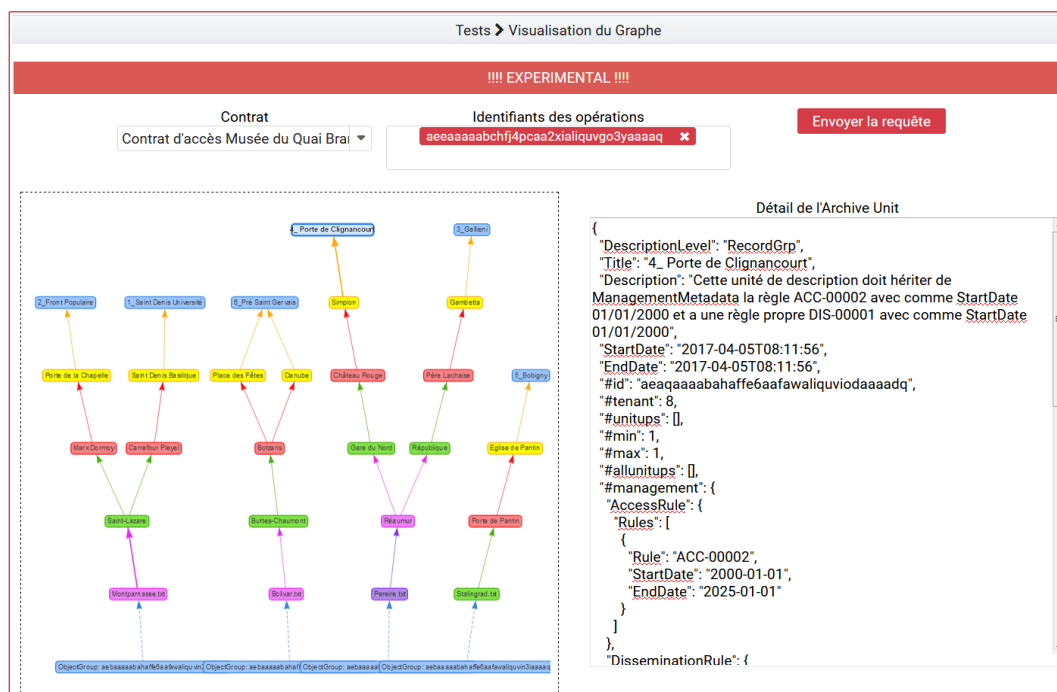 Tests > Visualisation du Graphe
!!!! EXPERIMENTAL !!!!
Contrat
Contrat d'accès Musée du Quai Bra
Identifiants des opérations
aeeaaaaabchfj4pcaa2xialiquvgo3yaaaaq ✖
Envoyer la requête
4_ Porte de Clignancourt
3_Gallieni
2_Front Populaire
1_Saint Denis Université
6_Pré Saint Gervais
Simplon
Gambetta
Porte de la Chapelle
Saint Denis Basilique
Place des Fêtes
Danube
Château Rouge
Père Lachaise
5_Bobigny
Marx Dormoy
Carrefour Pleyel
Botzaris
Gare du Nord
République
Eglise de Pantin
Saint-Lazare
Buttes-Chaumont
Réaumur
Porte de Pantin
Montparnasse.txt
Bolivar.txt
Pereire.txt
Stalingrad.txt
ObjectGroup:
ObjectGroup: aebaaaaabahaff
ObjectGroup: aebaaaaa
ObjectGroup:
Détail de l'Archive Unit
{
"DescriptionLevel": "RecordGrp",
"Title": "4_ Porte de Clignancourt",
"Description": "Cette unité de description doit hériter de
ManagementMetadata la règle ACC-00002 avec comme StartDate
01/01/2000 et a une règle propre DIS-00001 avec comme StartDate
01/01/2000",
"StartDate": "2017-04-05T08:11:56",
"EndDate": "2017-04-05T08:11:56",
"#id": "aeaqaaaabahaffe6aafawaliquviodaaaadq",
"#tenant": 8,
"#unitups": [],
"#min": 1,
"#max": 1,
"#allunitups": [],
"#management": {
"AccessRule": {
"Rules": [
{
"Rule": "ACC-00002",
"StartDate": "2000-01-01",
"EndDate": "2025-01-01"
}
]
},
"DisseminationRule": {